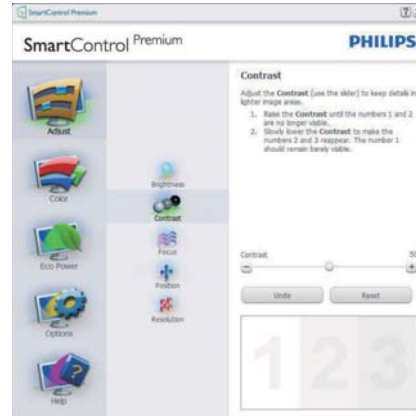 SmartControl Premium
SmartControl Premium
PHILIPS
Contrast
Adjust the Contrast (use the slider) to keep details in
lighter image areas.
1. Raise the Contrast until the numbers 1 and 2
are no longer visible.
2. Slowly lower the Contrast to make the
numbers 2 and 3 reappear. The number 1
should remain barely visible.
Adjust
Color
Eco Power
Options
Help
Brightness
Contrast
Focus
Position
Resolution
Contrast 50
Undo Reset
1 2 3